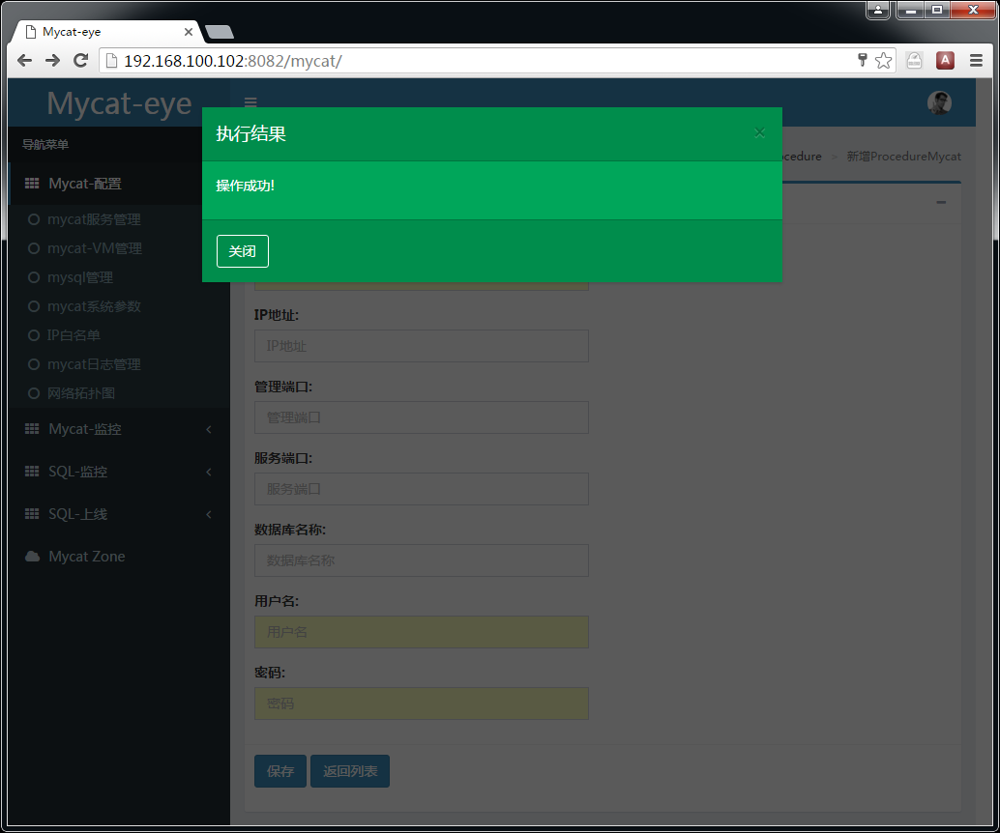 Mycat-eye
192.168.100.102:8082/mycat/
A
Mycat-eye
执行结果
×
操作成功!
关闭
cedure > 新增ProcedureMycat
导航菜单
Mycat-配置
mycat服务管理
mycat-VM管理
mysql管理
mycat系统参数
IP白名单
mycat日志管理
网络拓扑图
Mycat-监控
SQL-监控
SQL-上线
Mycat Zone
IP地址:
IP地址
管理端口:
管理端口
服务端口:
服务端口
数据库名称:
数据库名称
用户名:
用户名
密码:
密码
保存
返回列表